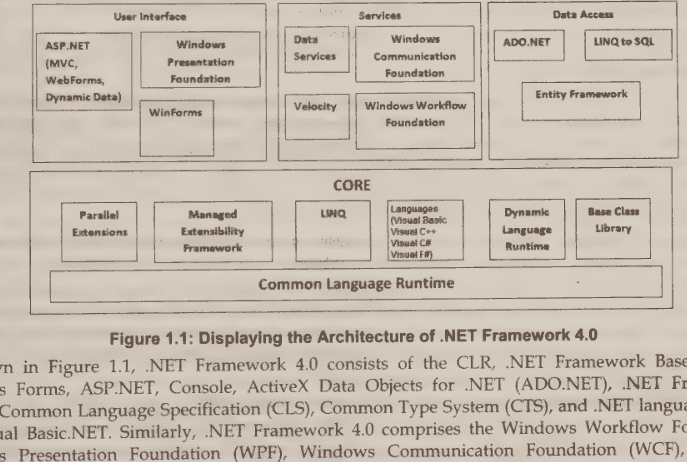 User Interface
ASP.NET
(MVC,
WebForms,
Dynamic Data)
Windows
Presentation
Foundation
WinForms
Services
Data
Services
Windows
Communication
Foundation
Velocity
Windows Workflow
Foundation
Data Access
ADO.NET
LINQ to SQL
Entity Framework
CORE
Parallel
Extensions
Managed
Extensibility
Framework
LINQ
Languages
(Visual Basic
Visual C++
Visual C#
Visual F#)
Dynamic
Language
Runtime
Base Class
Library
Common Language Runtime
Figure 1.1: Displaying the Architecture of .NET Framework 4.0
in Figure 1.1, .NET Framework 4.0 consists of the CLR, .NET Framework Base
Forms, ASP.NET, Console, ActiveX Data Objects for .NET (ADO.NET), .NET
Common Language Specification (CLS), Common Type System (CTS), and .NET
Basic.NET. Similarly, .NET Framework 4.0 comprises the Windows Workflow
Presentation Foundation (WPF), Windows Communication Foundation (WCF),